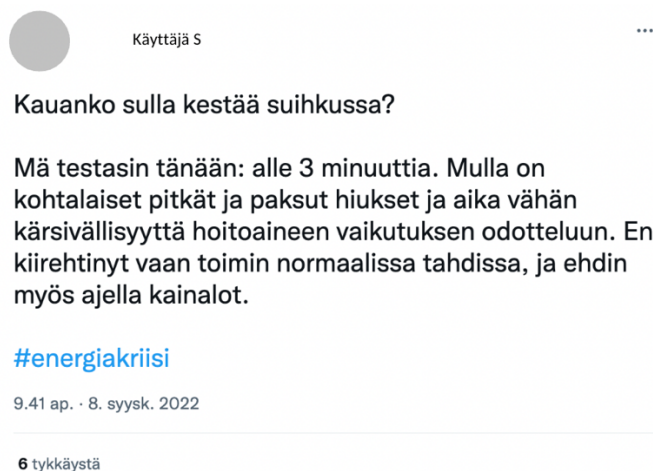 Käyttäjä S
Kauanko sulla kestää suihkussa?
Mä testasin tänään: alle 3 minuuttia. Mulla on
kohtalaiset pitkät ja paksut hiukset ja aika vähän
kärsivällisyyttä hoitoaineen vaikutuksen odotteluun. En
kiirehtinyt vaan toimin normaalissa tahdissa, ja ehdin
myös ajella kainalot.
#energiakriisi
9.41 ap. · 8. syysk. 2022
6 tykkäystä